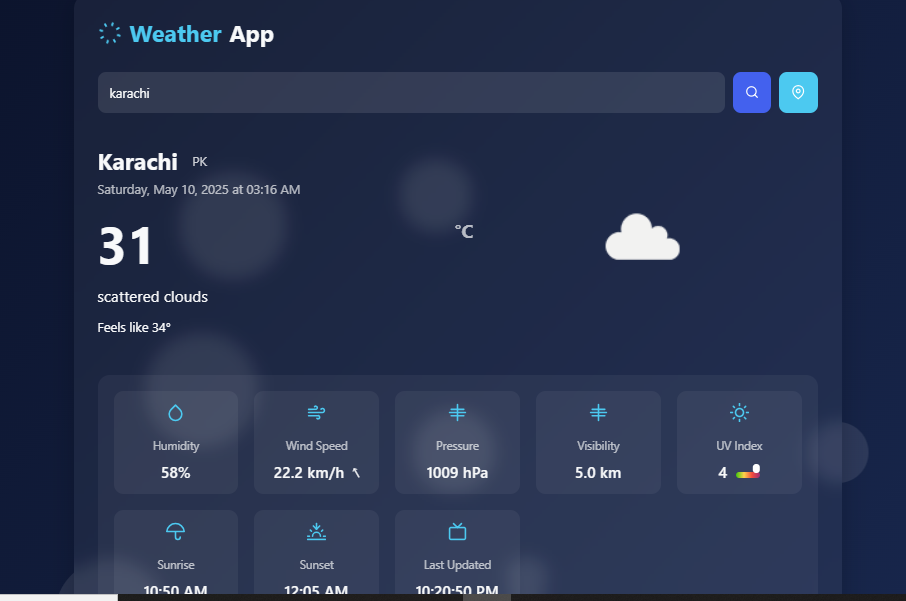 Weather App
karachi
Karachi PK
Saturday, May 10, 2025 at 03:16 AM
31 °C
scattered clouds
Feels like 34°
Humidity Wind Speed Pressure Visibility UV Index
58% 22.2 km/h 1009 hPa 5.0 km 4
Sunrise Sunset Last Updated
10:50 AM 12:05 AM 10:20:50 PM